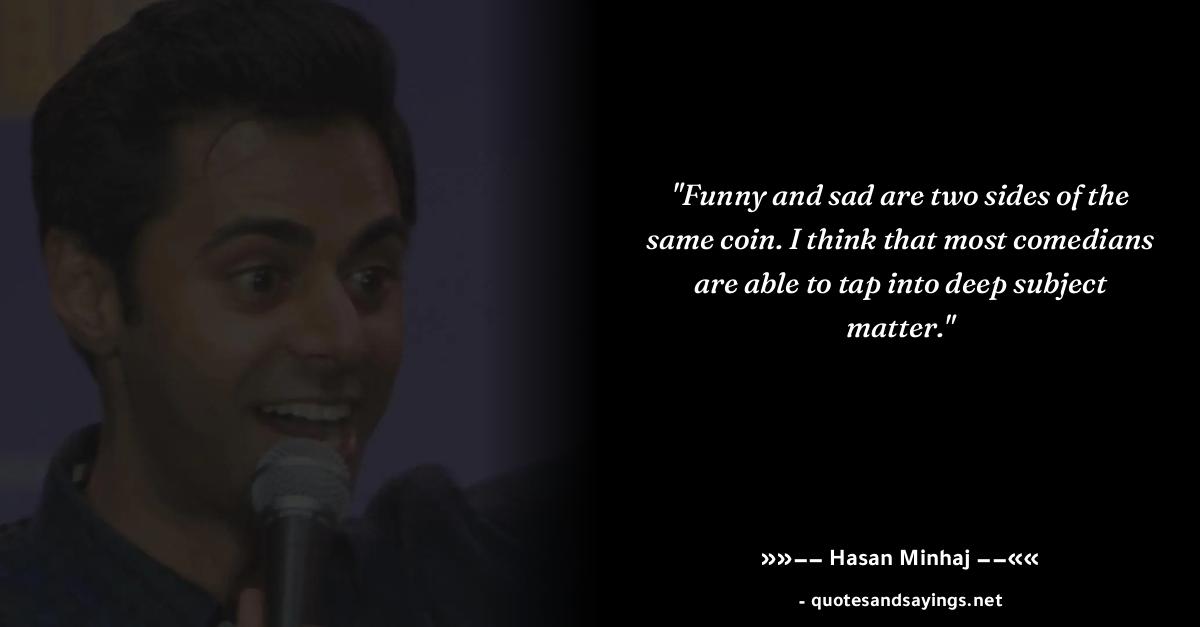 "Funny and sad are two sides of the
same coin. I think that most comedians
are able to tap into deep subject
matter."
»»−− Hasan Minhaj −−««
- quotesandsayings.net